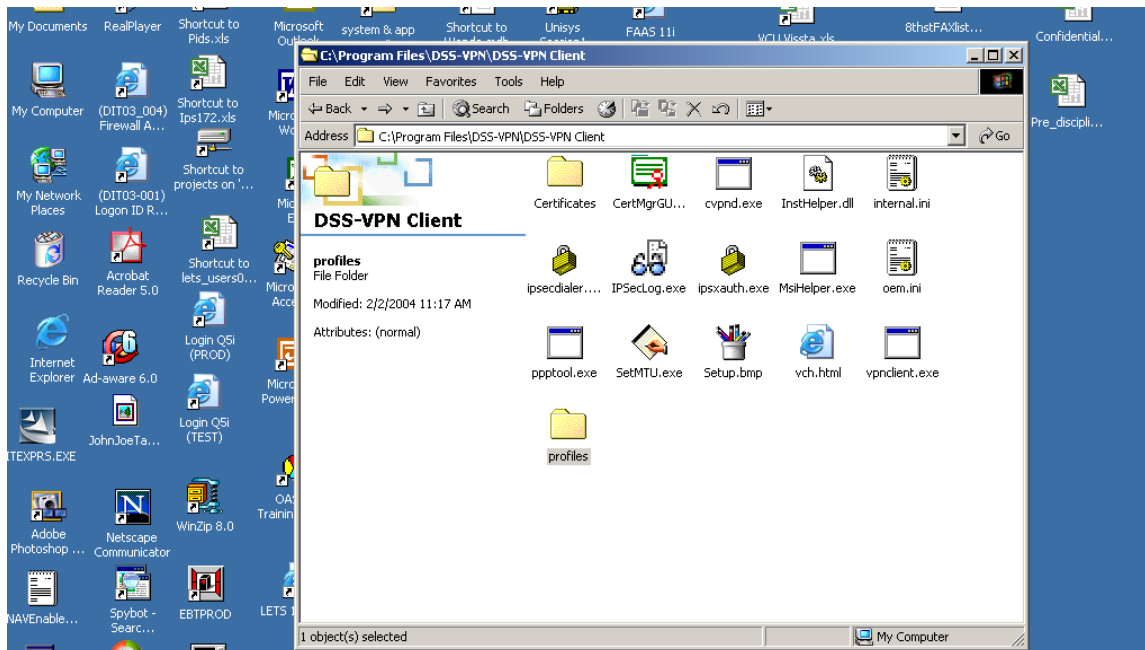 My Documents
RealPlayer
Shortcut to
Pids.xls
Microsoft
system & app
Shortcut to
Unisys
FAAS 11i
VCU Vissta.xls
8thstFAXlist...
Confidential...
My Computer
(DIT03_004)
Firewall A...
Shortcut to
Ips172.xls
Pre_discipli...
My Network
Places
(DIT03-001)
Logon ID R...
Shortcut to
projects on '...
Recycle Bin
Acrobat
Reader 5.0
Shortcut to
lets_users0...
Internet
Explorer
Ad-aware 6.0
Login Q5i
(PROD)
ITEXPRS.EXE
JohnJoeTa...
Login Q5i
(TEST)
Adobe
Photoshop ...
Netscape
Communicator
WinZip 8.0
NAVEnable...
Spybot -
Searc...
EBTPROD
LETS
C:\Program Files\DSS-VPN\DSS-VPN Client
File Edit View Favorites Tools Help
Back Search Folders
Address C:\Program Files\DSS-VPN\DSS-VPN Client Go
DSS-VPN Client
profiles
File Folder
Modified: 2/2/2004 11:17 AM
Attributes: (normal)
Certificates CertMgrGU... cvpnd.exe InstHelper.dll internal.ini
ipsecdialer.... IPSecLog.exe ipsxauth.exe MsiHelper.exe oem.ini
ppptool.exe SetMTU.exe Setup.bmp vch.html vpnclient.exe
profiles
1 object(s) selected My Computer